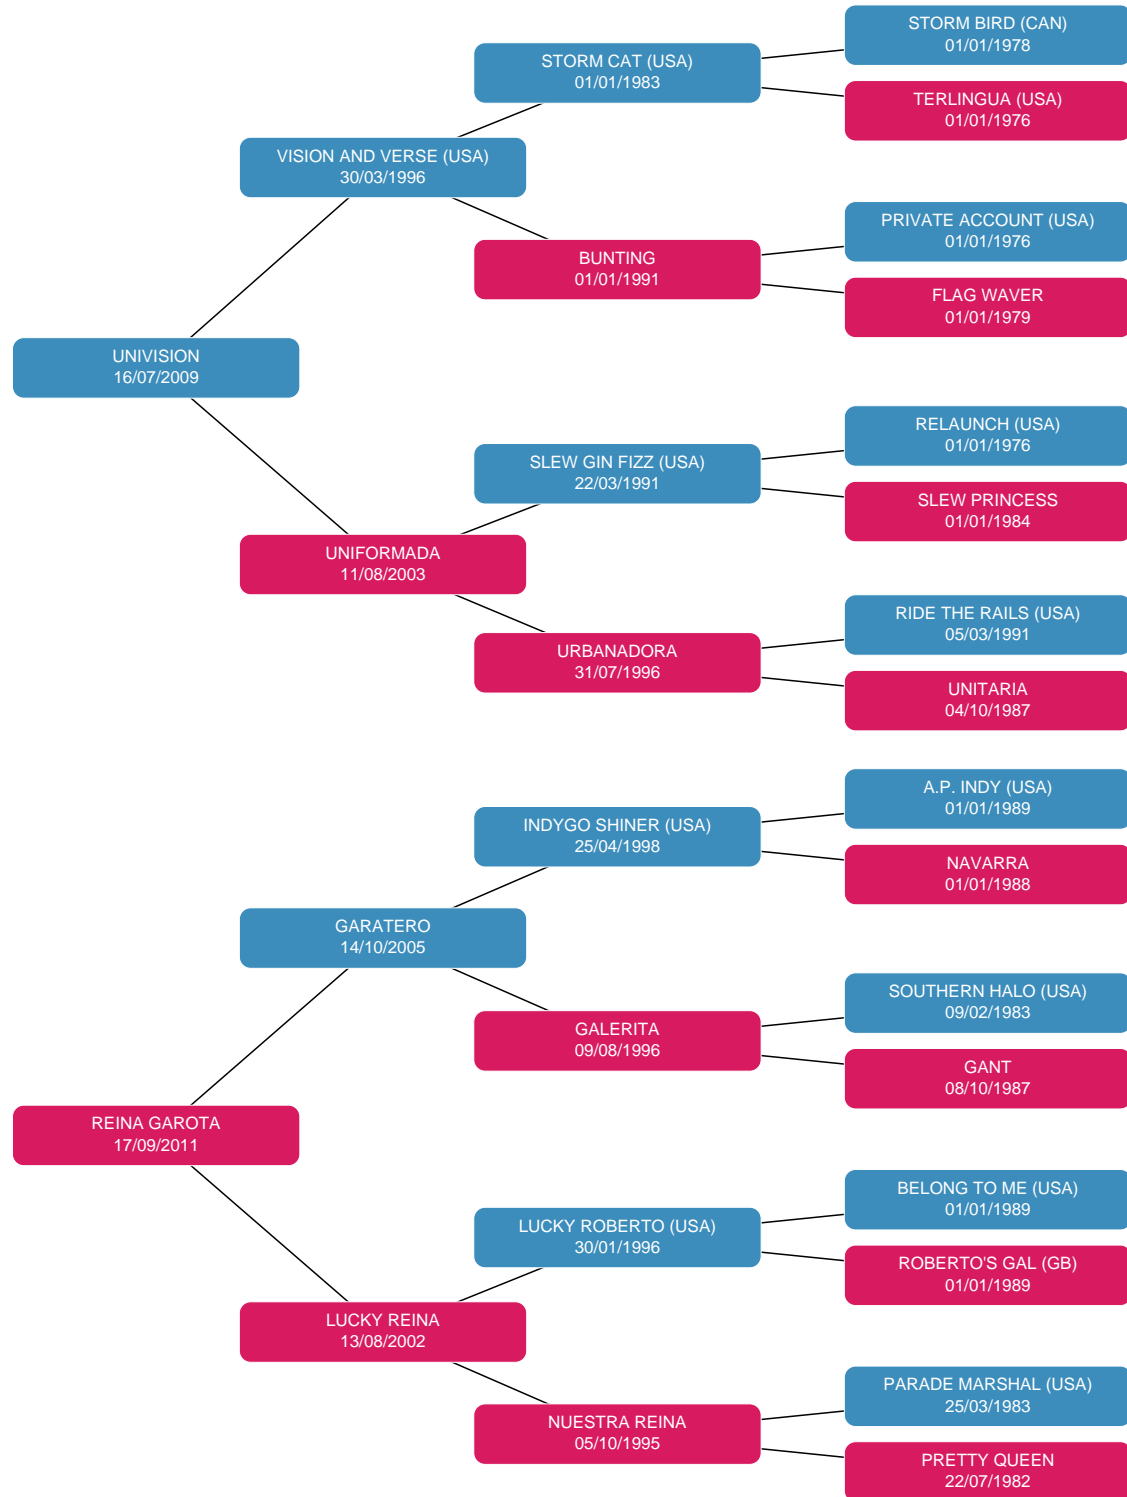 STORM BIRD (CAN)
01/01/1978
STORM CAT (USA)
01/01/1983
TERLINGUA (USA)
01/01/1976
VISION AND VERSE (USA)
30/03/1996
PRIVATE ACCOUNT (USA)
01/01/1976
BUNTING
01/01/1991
FLAG WAVER
01/01/1979
UNIVISION
16/07/2009
RELAUNCH (USA)
01/01/1976
SLEW GIN FIZZ (USA)
22/03/1991
SLEW PRINCESS
01/01/1984
UNIFORMADA
11/08/2003
RIDE THE RAILS (USA)
05/03/1991
URBANADORA
31/07/1996
UNITARIA
04/10/1987
A.P. INDY (USA)
01/01/1989
INDYGO SHINER (USA)
25/04/1998
NAVARRA
01/01/1988
GARATERO
14/10/2005
SOUTHERN HALO (USA)
09/02/1983
GALERITA
09/08/1996
GANT
08/10/1987
REINA GAROTA
17/09/2011
BELONG TO ME (USA)
01/01/1989
LUCKY ROBERTO (USA)
30/01/1996
ROBERTO'S GAL (GB)
01/01/1989
LUCKY REINA
13/08/2002
PARADE MARSHAL (USA)
25/03/1983
NUESTRA REINA
05/10/1995
PRETTY QUEEN
22/07/1982